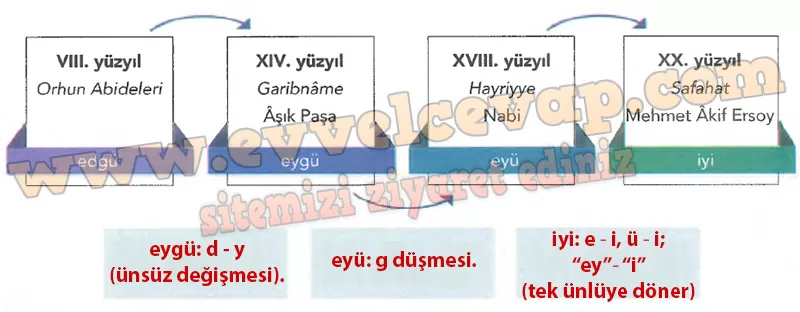 VIII. yüzyıl
Orhun Abideleri
edgü
XIV. yüzyıl
Garibnâme
Âşık Paşa
eygü
XVIII. yüzyıl
Hayriyye
Nabi
eyü
XX. yüzyıl
Safahat
Mehmet Âkif Ersoy
iyi
www.evvelcevap.com
sitemizi ziyaret ediniz
eygü: d - y
(ünsüz değişmesi).
eyü: g düşmesi.
iyi: e - i, ü - i;
“ey”- “i”
(tek ünlüye döner)